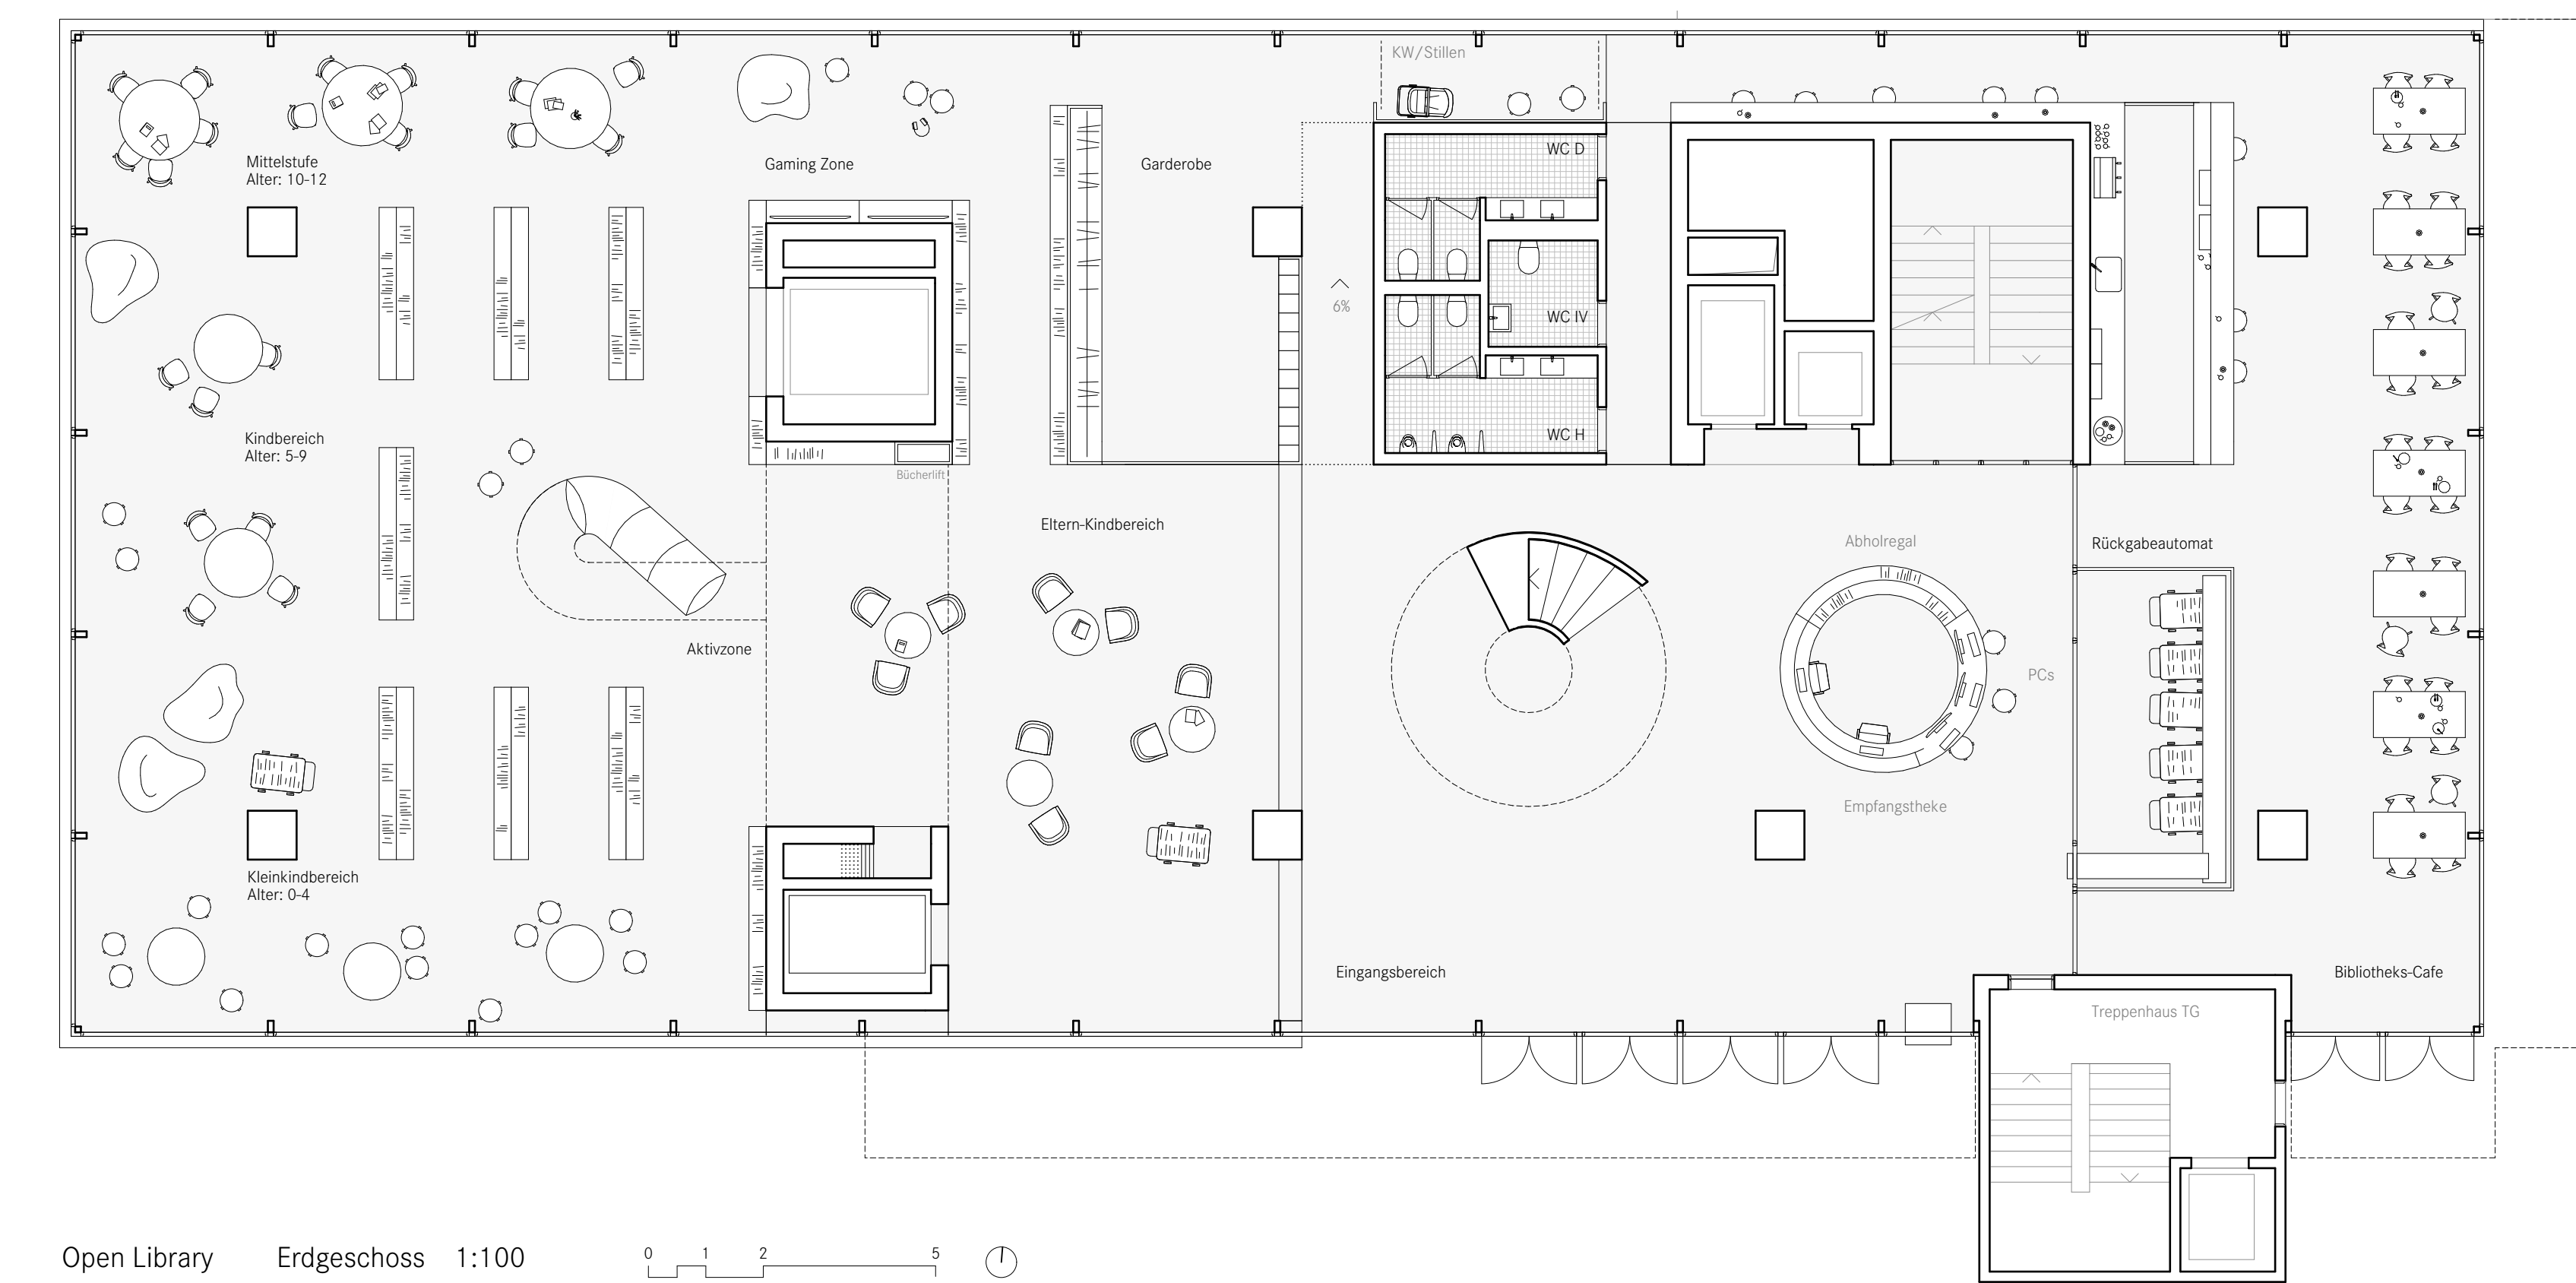 KW/Stillen
WC D
Mittelstufe
Alter: 10-12
Gaming Zone
Garderobe
6%
WC IV
Kindbereich
Alter: 5-9
WC H
Bücherlift
Eltern-Kindbereich
Abholregal
Rückgabeautomat
Aktivzone
PCs
Empfangstheke
Kleinkindbereich
Alter: 0-4
Eingangsbereich
Bibliotheks-Cafe
Treppenhaus TG
Open Library Erdgeschoss 1:100
0 1 2 5